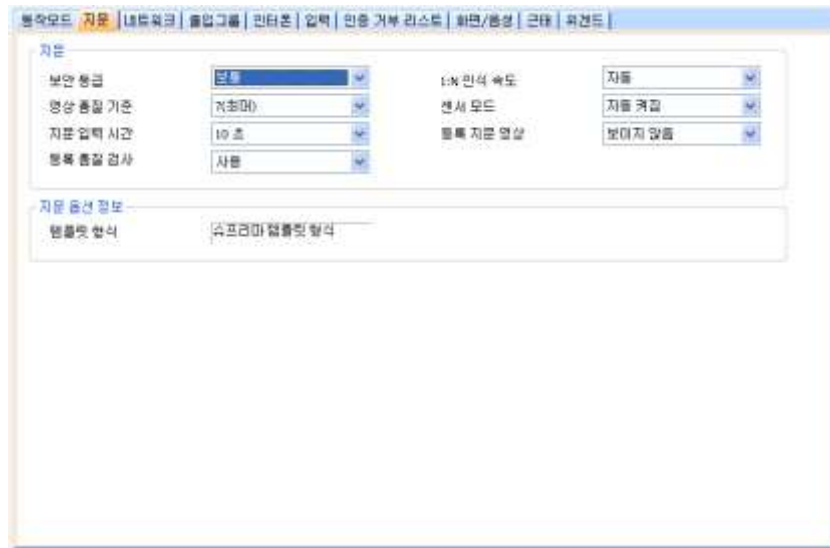 동작모드 지문 네트워크 출입그룹 인터폰 입력 인증 거부 리스트 화면/음성 근태 위겐드
지문
보안 등급 보통 1:N 인식 속도 자동
영상 품질 기준 7(최대) 센서 모드 자동 켜짐
지문 입력 시간 10 초 등록 지문 영상 보이지 않음
등록 품질 검사 사용
지문 옵션 정보
템플릿 형식 슈프리마 템플릿 형식